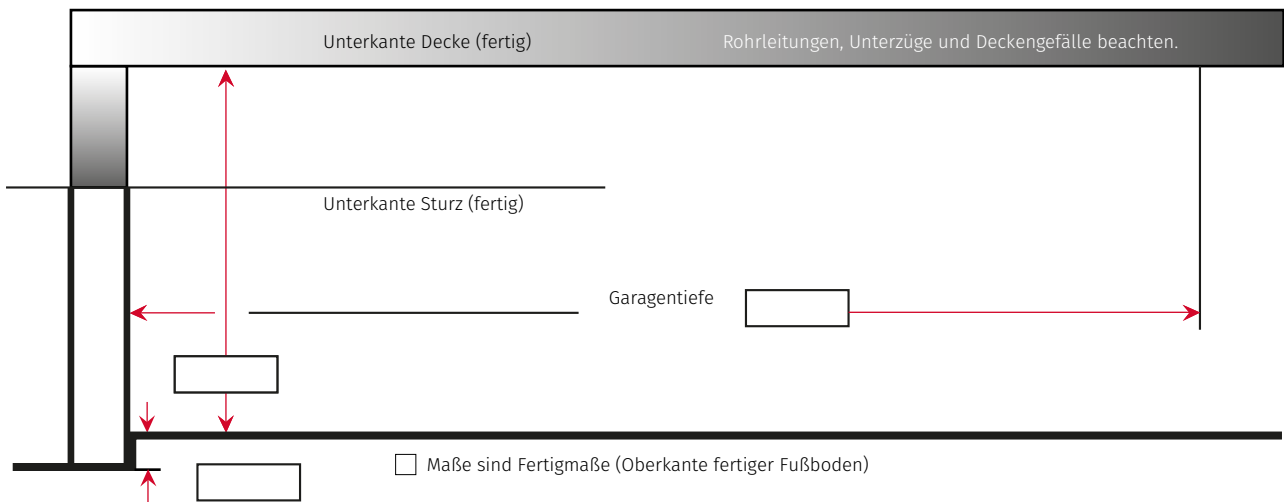 Unterkante Decke (fertig)
Rohrleitungen, Unterzüge und Deckengefälle beachten.
Unterkante Sturz (fertig)
Garagentiefe
Maße sind Fertigmaße (Oberkante fertiger Fußboden)